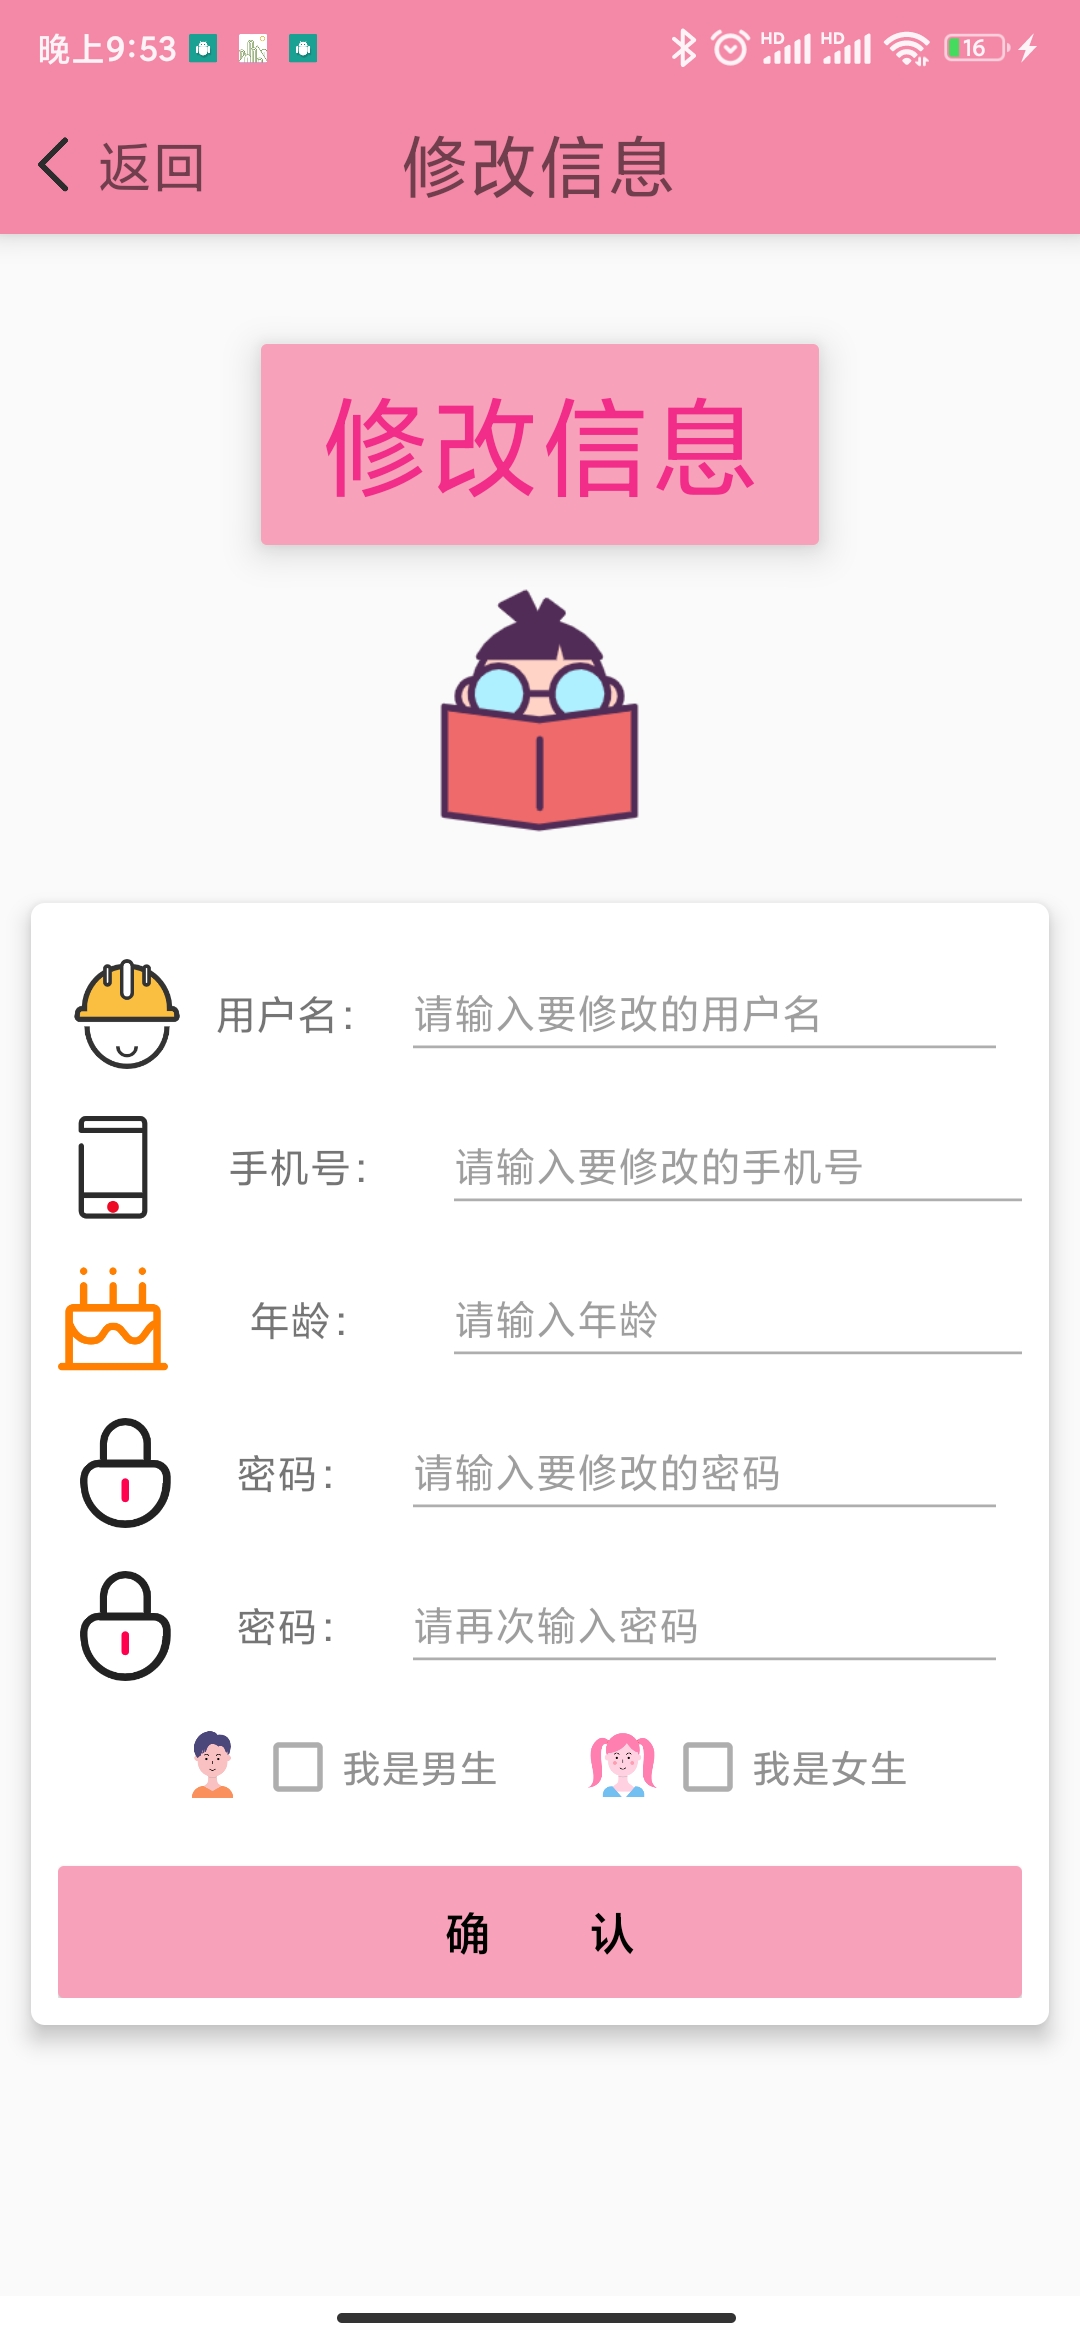 晚上9:53 HD HD 16
返回 修改信息
修改信息
用户名： 请输入要修改的用户名
手机号： 请输入要修改的手机号
年龄： 请输入年龄
密码： 请输入要修改的密码
密码： 请再次输入密码
我是男生 我是女生
确 认